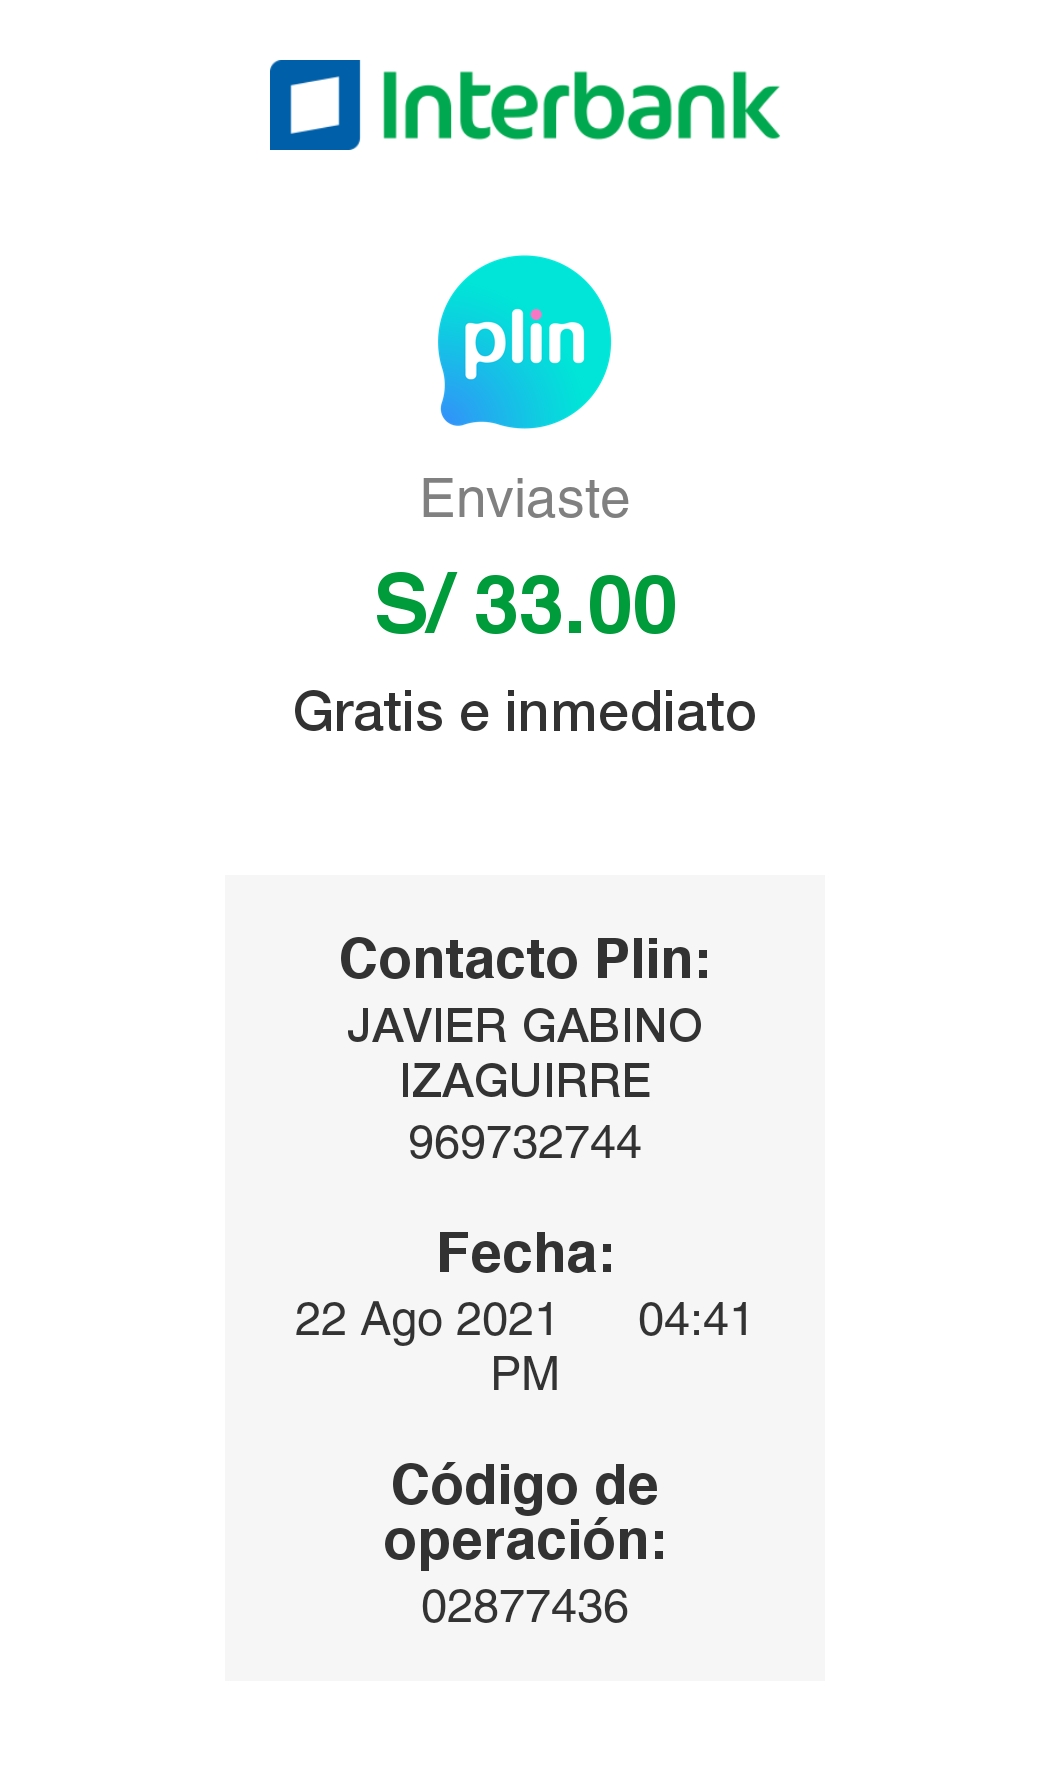 Interbank
plin
Enviaste
S/ 33.00
Gratis e inmediato
Contacto Plin:
JAVIER GABINO
IZAGUIRRE
969732744
Fecha:
22 Ago 2021 04:41
PM
Código de
operación:
02877436